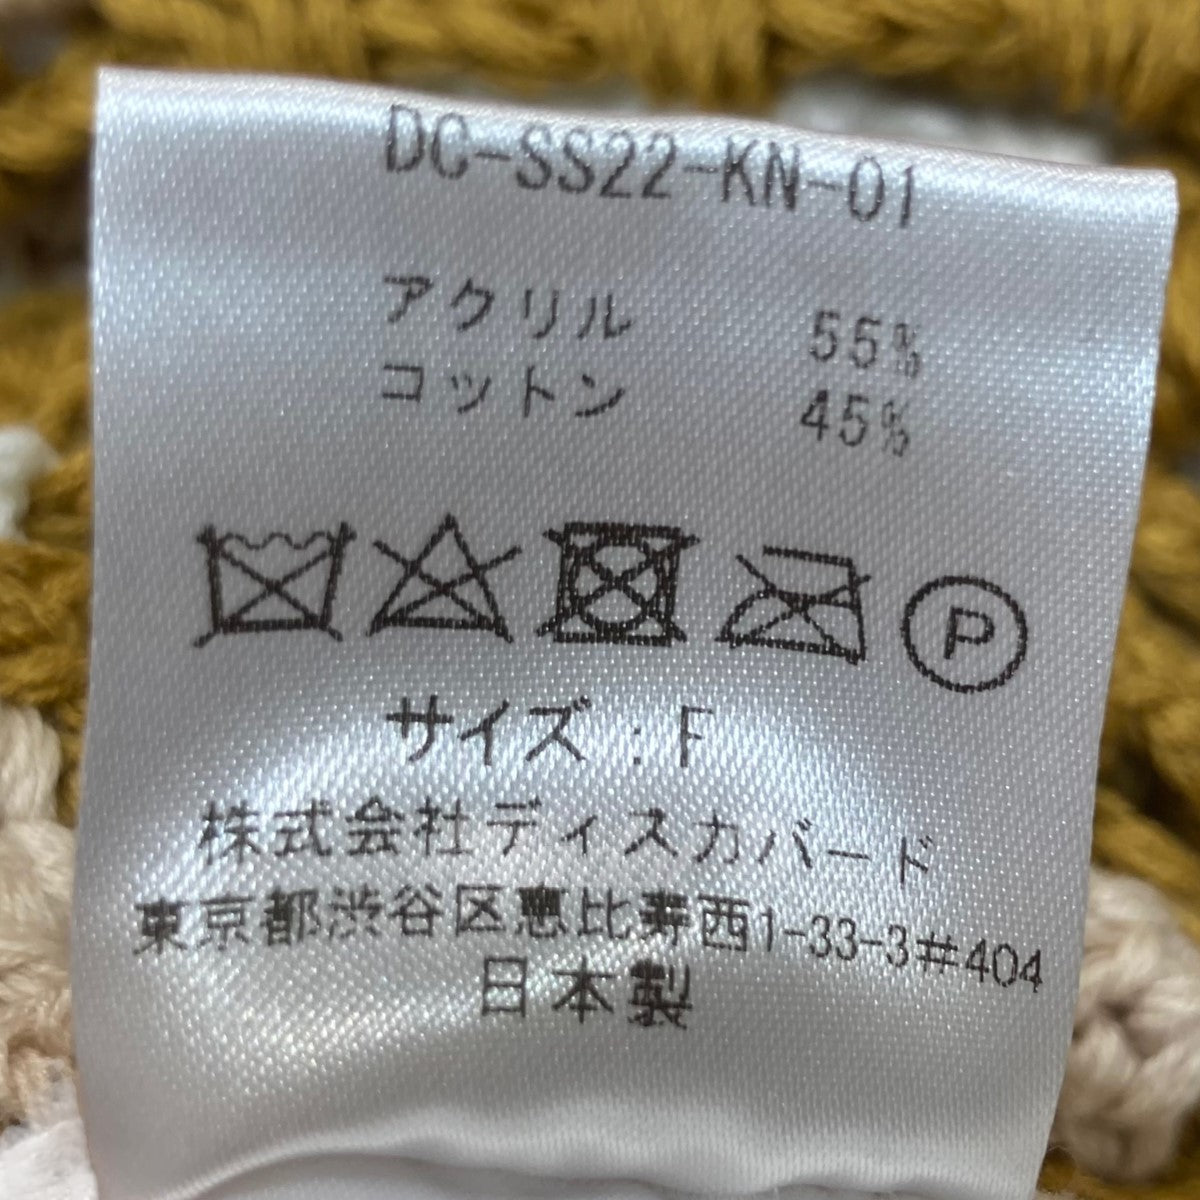 DC-SS22-KN-01
アクリル 55%
コットン 45%
P
サイズ：F
株式会社ディスカバード
東京都渋谷区恵比寿西1-33-3#404
日本製